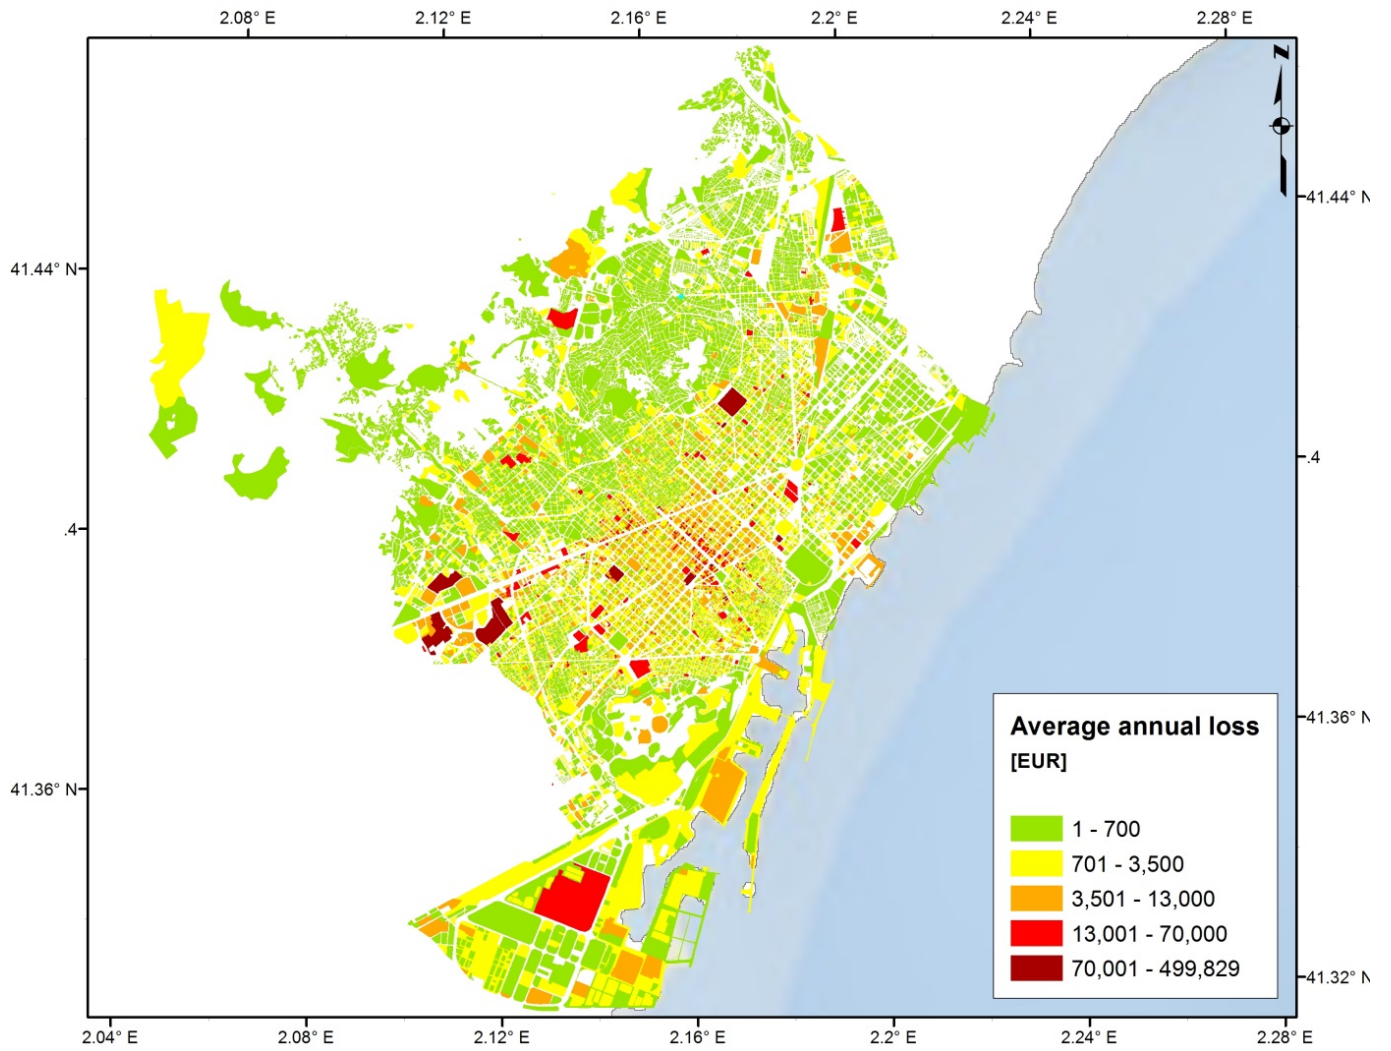 2.08° E 2.12° E 2.16° E 2.2° E 2.24° E 2.28° E
N
41.44° N
41.44° N
.4
.4
41.36° N
41.36° N
41.32° N
Average annual loss
[EUR]
1 - 700
701 - 3,500
3,501 - 13,000
13,001 - 70,000
70,001 - 499,829
2.04° E 2.08° E 2.12° E 2.16° E 2.2° E 2.24° E 2.28° E